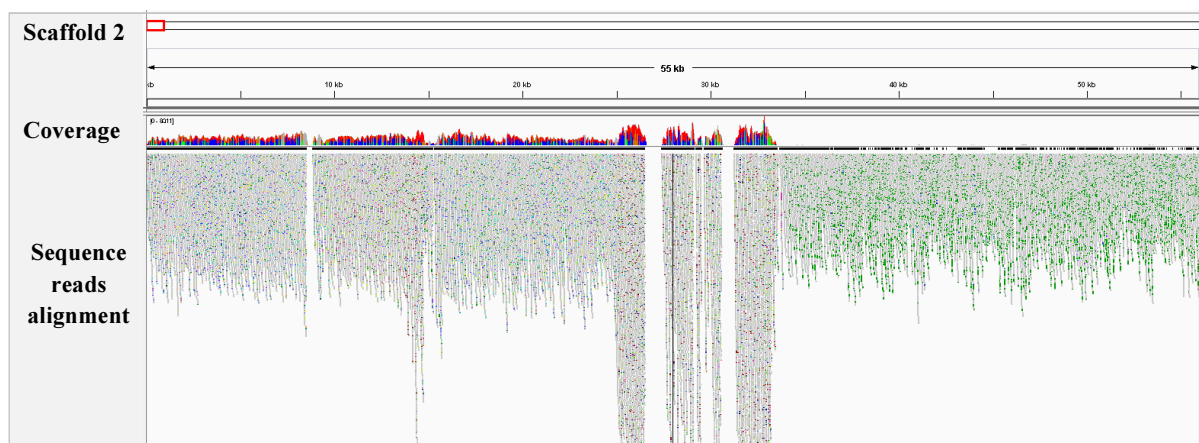 Scaffold 2
55 kb
kb
10 kb
20 kb
30 kb
40 kb
50 kb
Coverage
[0 - 8011]
Sequence
reads
alignment